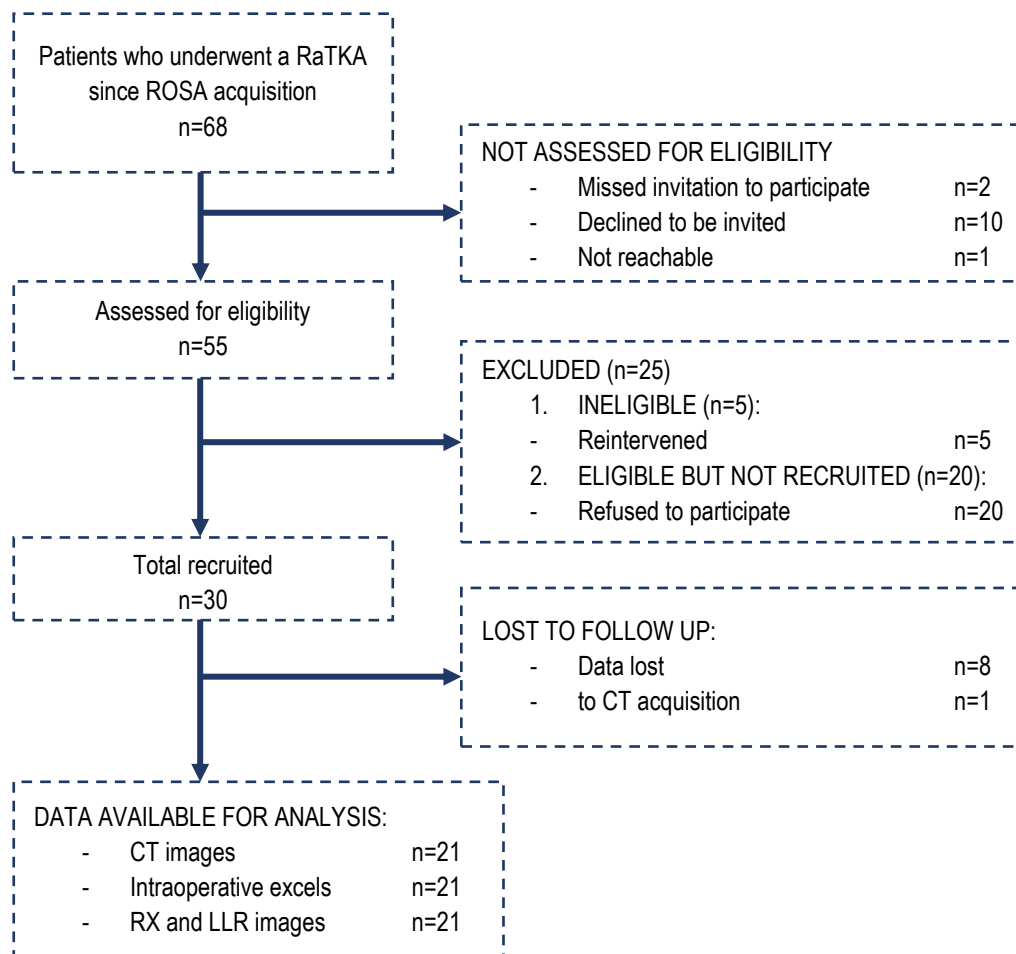 Patients who underwent a RaTKA
since ROSA acquisition
n=68
NOT ASSESSED FOR ELIGIBILITY
- Missed invitation to participate n=2
- Declined to be invited n=10
- Not reachable n=1
Assessed for eligibility
n=55
EXCLUDED (n=25)
1. INELIGIBLE (n=5):
- Reintervened n=5
2. ELIGIBLE BUT NOT RECRUITED (n=20):
- Refused to participate n=20
Total recruited
n=30
LOST TO FOLLOW UP:
- Data lost n=8
- to CT acquisition n=1
DATA AVAILABLE FOR ANALYSIS:
- CT images n=21
- Intraoperative excels n=21
- RX and LLR images n=21